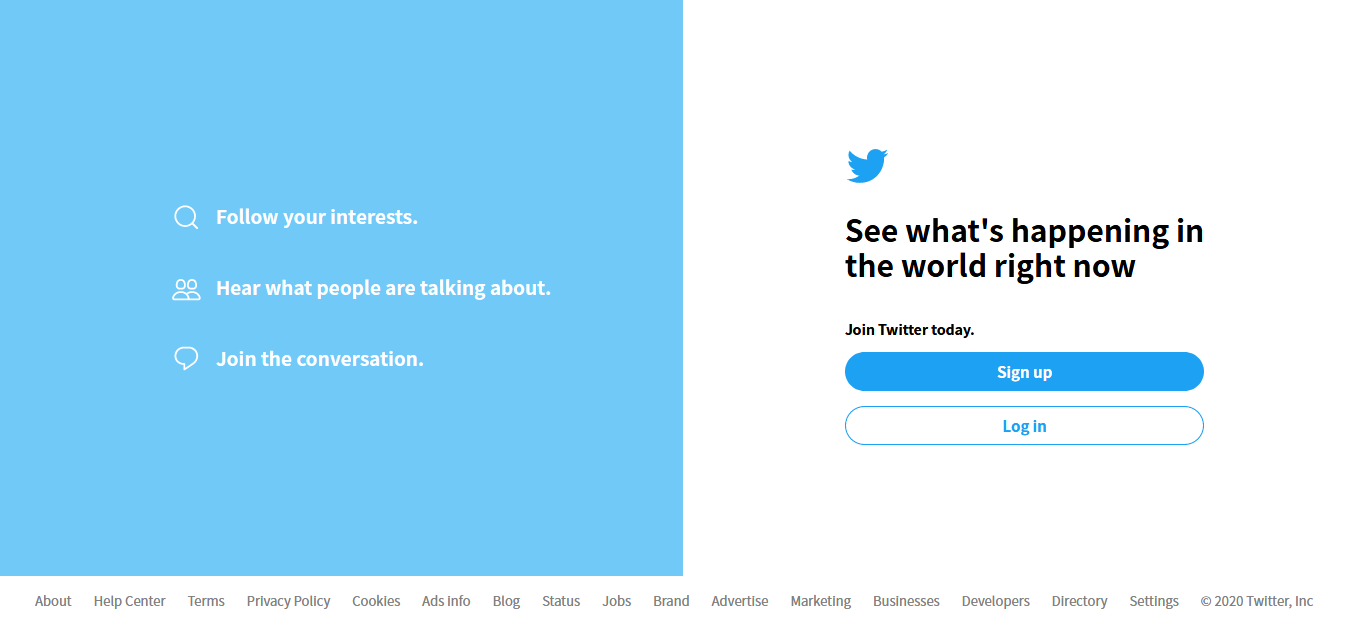 Follow your interests.
Hear what people are talking about.
Join the conversation.
See what's happening in
the world right now
Join Twitter today.
Sign up
Log in
About Help Center Terms Privacy Policy Cookies Ads info Blog Status Jobs Brand Advertise Marketing Businesses Developers Directory Settings © 2020 Twitter, Inc